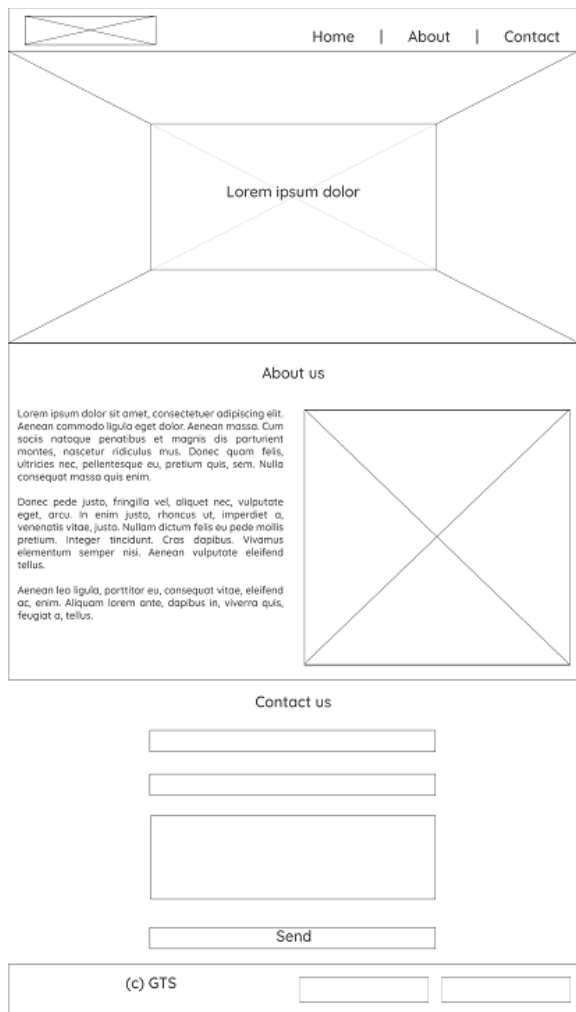 Home | About | Contact
Lorem ipsum dolor
About us
Lorem ipsum dolor sit amet, consectetuer adipiscing elit.
Aenean commodo ligula eget dolor. Aenean massa. Cum
sociis natoque penatibus et magnis dis parturient
montes, nascetur ridiculus mus. Donec quam felis,
ultricies nec, pellentesque eu, pretium quis, sem. Nulla
consequat massa quis enim.
Donec pede justo, fringilla vel, aliquet nec, vulputate
eget, arcu. In enim justo, rhoncus ut, imperdiet a,
venenatis vitae, justo. Nullam dictum felis eu pede mollis
pretium. Integer tincidunt. Cras dapibus. Vivamus
elementum semper nisi. Aenean vulputate eleifend
tellus.
Aenean leo ligula, porttitor eu, consequat vitae, eleifend
ac, enim. Aliquam lorem ante, dapibus in, viverra quis,
feugiat a, tellus.
Contact us
Send
(c) GTS